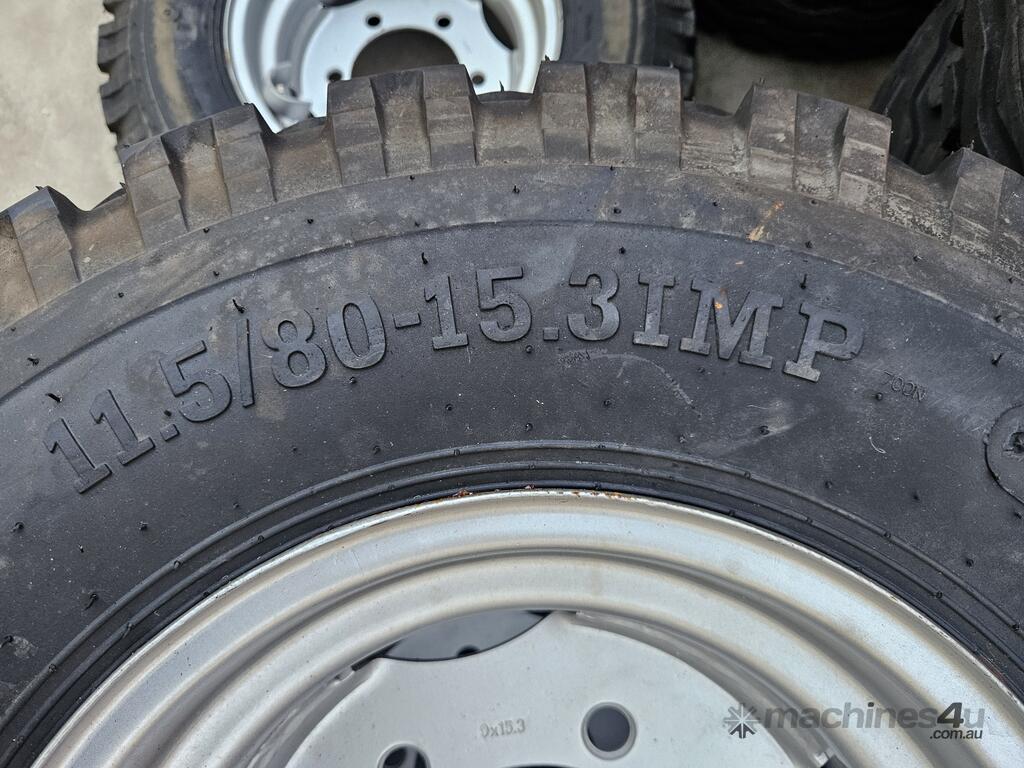 11.5/80-15.3IMP
9x15.3
machines4u
.com.au